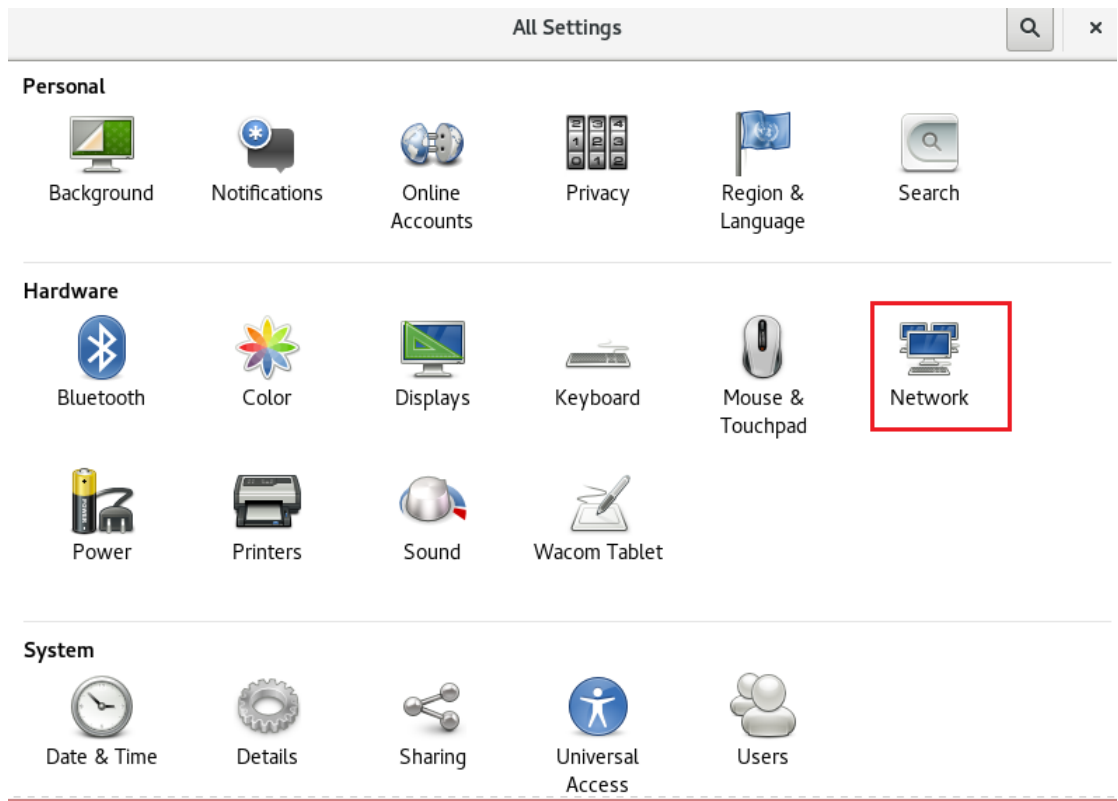 All Settings
Personal
Background
Notifications
Online
Accounts
Privacy
Region &
Language
Search
Hardware
Bluetooth
Color
Displays
Keyboard
Mouse &
Touchpad
Network
Power
Printers
Sound
Wacom Tablet
System
Date & Time
Details
Sharing
Universal
Access
Users